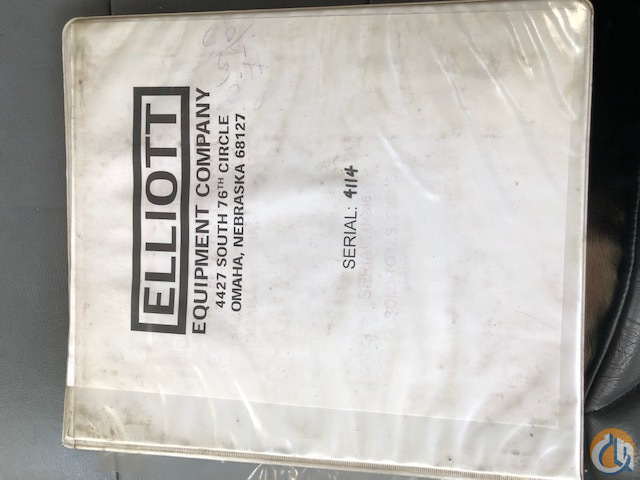 ELLIOTT
EQUIPMENT COMPANY
4427 SOUTH 76TH CIRCLE
OMAHA, NEBRASKA 68127
SERIAL: 4114